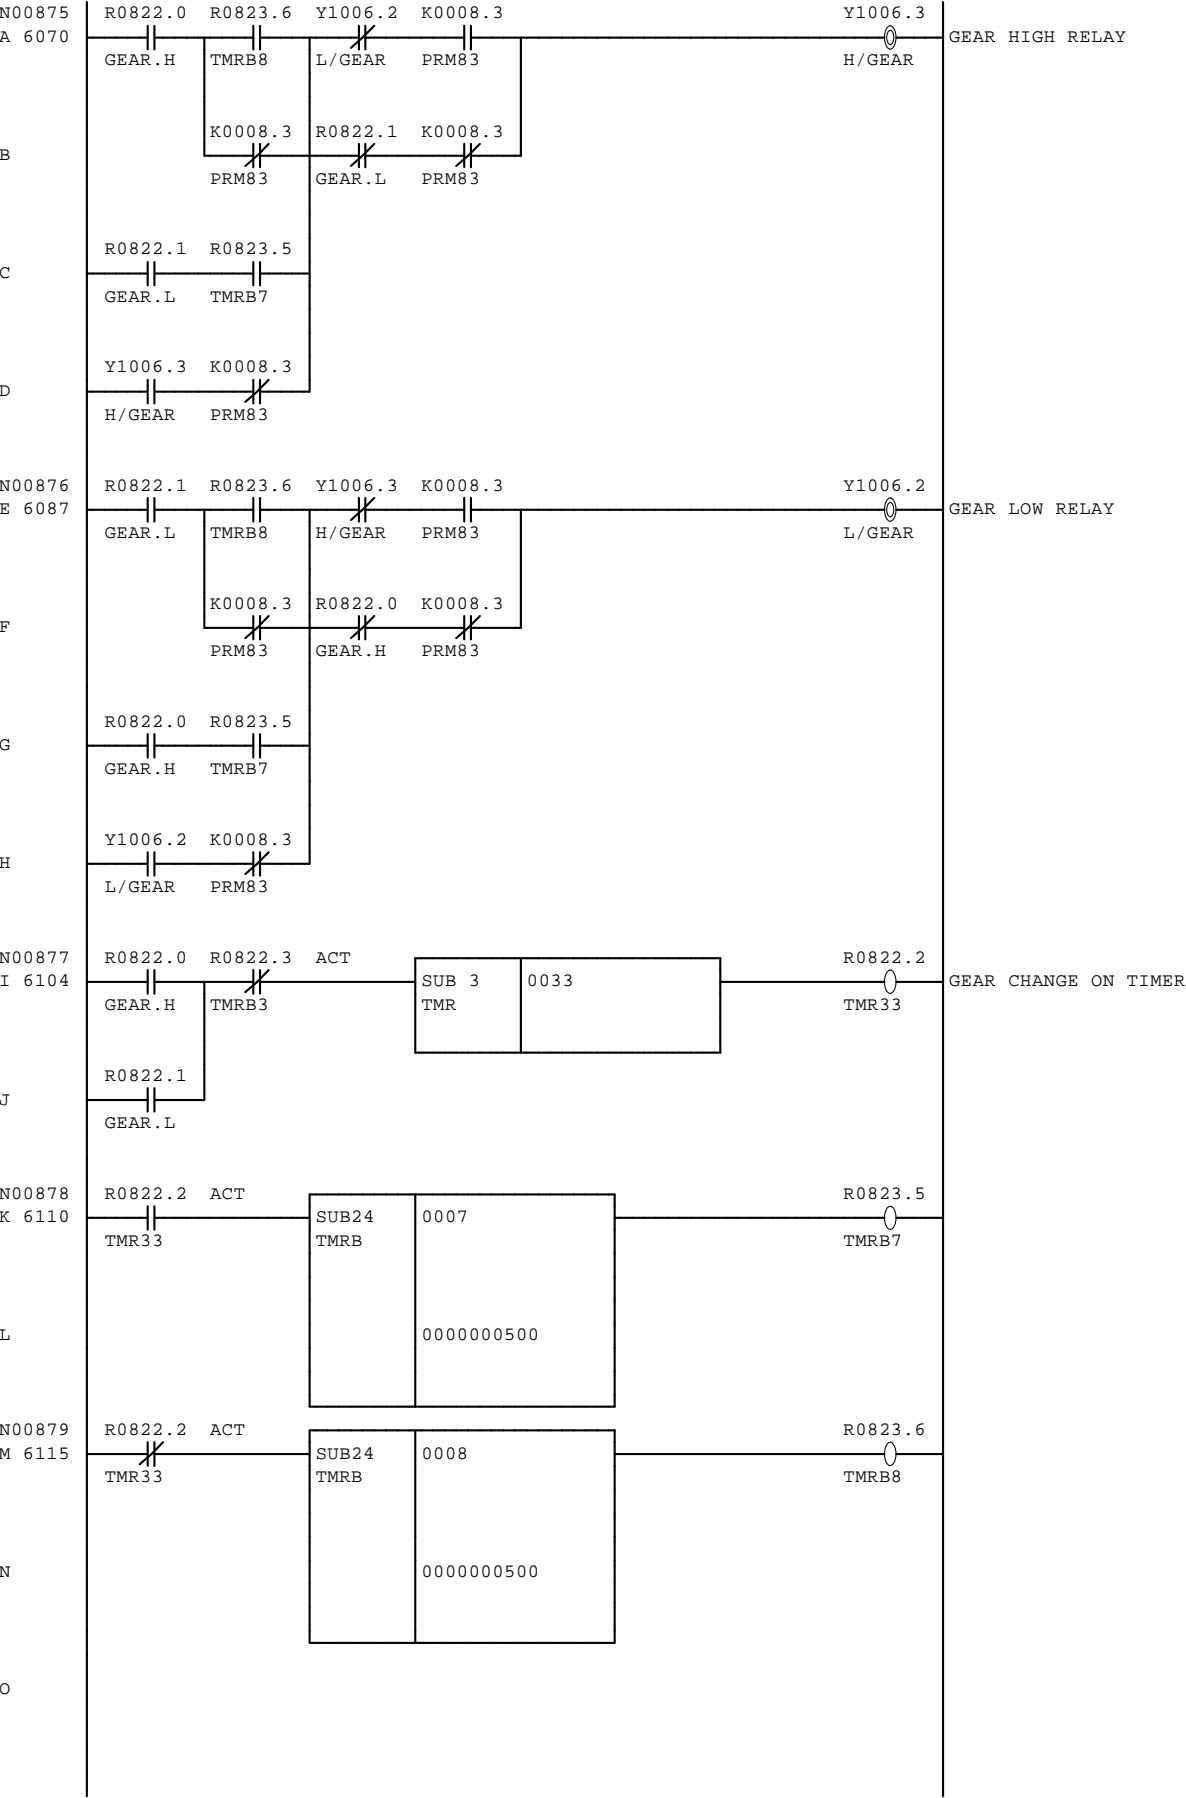 N00875 R0822.0 R0823.6 Y1006.2 K0008.3 Y1006.3
A 6070 GEAR HIGH RELAY
GEAR.H TMRB8 L/GEAR PRM83 H/GEAR
K0008.3 R0822.1 K0008.3
B
PRM83 GEAR.L PRM83
R0822.1 R0823.5
C
GEAR.L TMRB7
Y1006.3 K0008.3
D
H/GEAR PRM83
N00876 R0822.1 R0823.6 Y1006.3 K0008.3 Y1006.2
E 6087 GEAR LOW RELAY
GEAR.L TMRB8 H/GEAR PRM83 L/GEAR
K0008.3 R0822.0 K0008.3
F
PRM83 GEAR.H PRM83
R0822.0 R0823.5
G
GEAR.H TMRB7
Y1006.2 K0008.3
H
L/GEAR PRM83
N00877 R0822.0 R0822.3 ACT R0822.2
I 6104 SUB 3 0033 GEAR CHANGE ON TIMER
GEAR.H TMRB3 TMR TMR33
R0822.1
J
GEAR.L
N00878 R0822.2 ACT R0823.5
K 6110 SUB24 0007
TMR33 TMRB TMRB7
L 0000000500
N00879 R0822.2 ACT R0823.6
M 6115 SUB24 0008
TMR33 TMRB TMRB8
N 0000000500
O